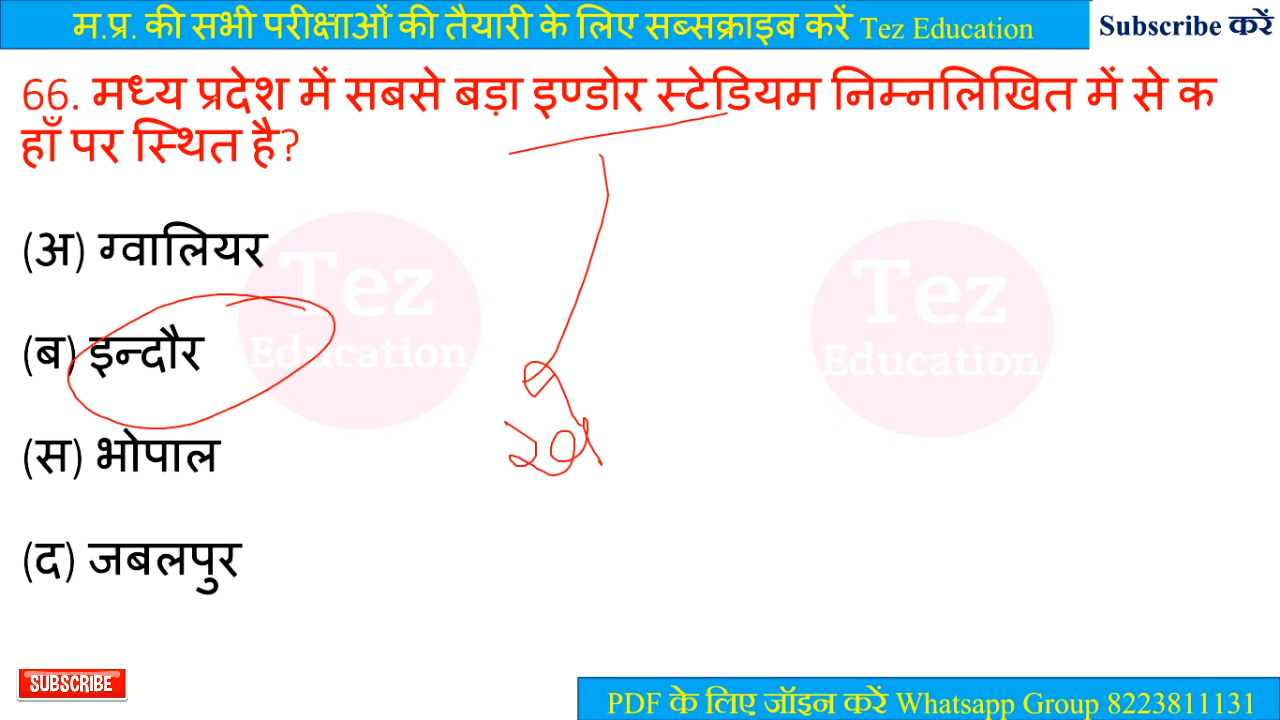 म.प्र. की सभी परीक्षाओं की तैयारी के लिए सब्सक्राइब करें Tez Education
Subscribe करें
66. मध्य प्रदेश में सबसे बड़ा इण्डोर स्टेडियम निम्नलिखित में से क
हाँ पर स्थित है?
(अ) ग्वालियर
Tez
Education
Tez
Education
(ब) इन्दौर
(स) भोपाल
(द) जबलपुर
SUBSCRIBE
PDF के लिए जॉइन करें Whatsapp Group 8223811131